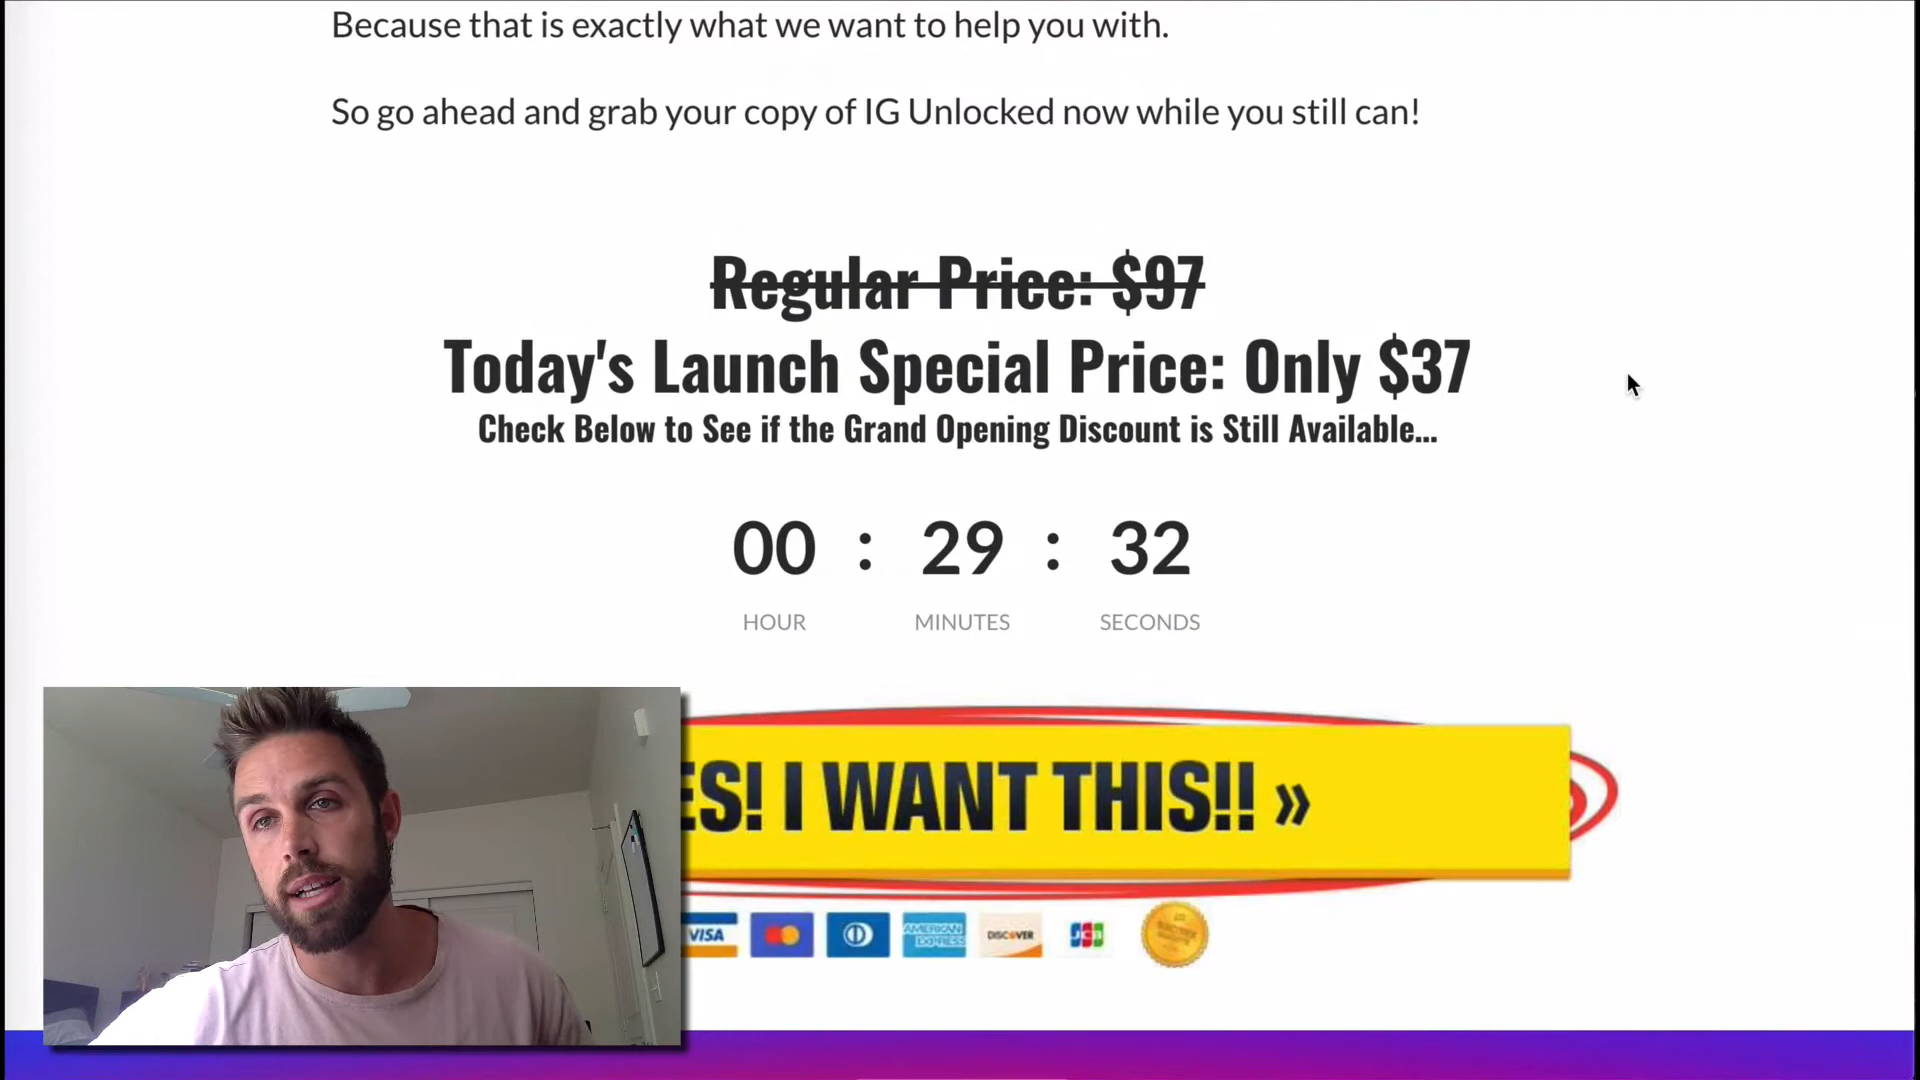 Because that is exactly what we want to help you with.
So go ahead and grab your copy of IG Unlocked now while you still can!
Regular Price: $97
Today's Launch Special Price: Only $37
Check Below to See if the Grand Opening Discount is Still Available...
00 : 29 : 32
HOUR MINUTES SECONDS
ES! I WANT THIS!! »
VISA AMERICAN EXPRESS DISCOVER JCB